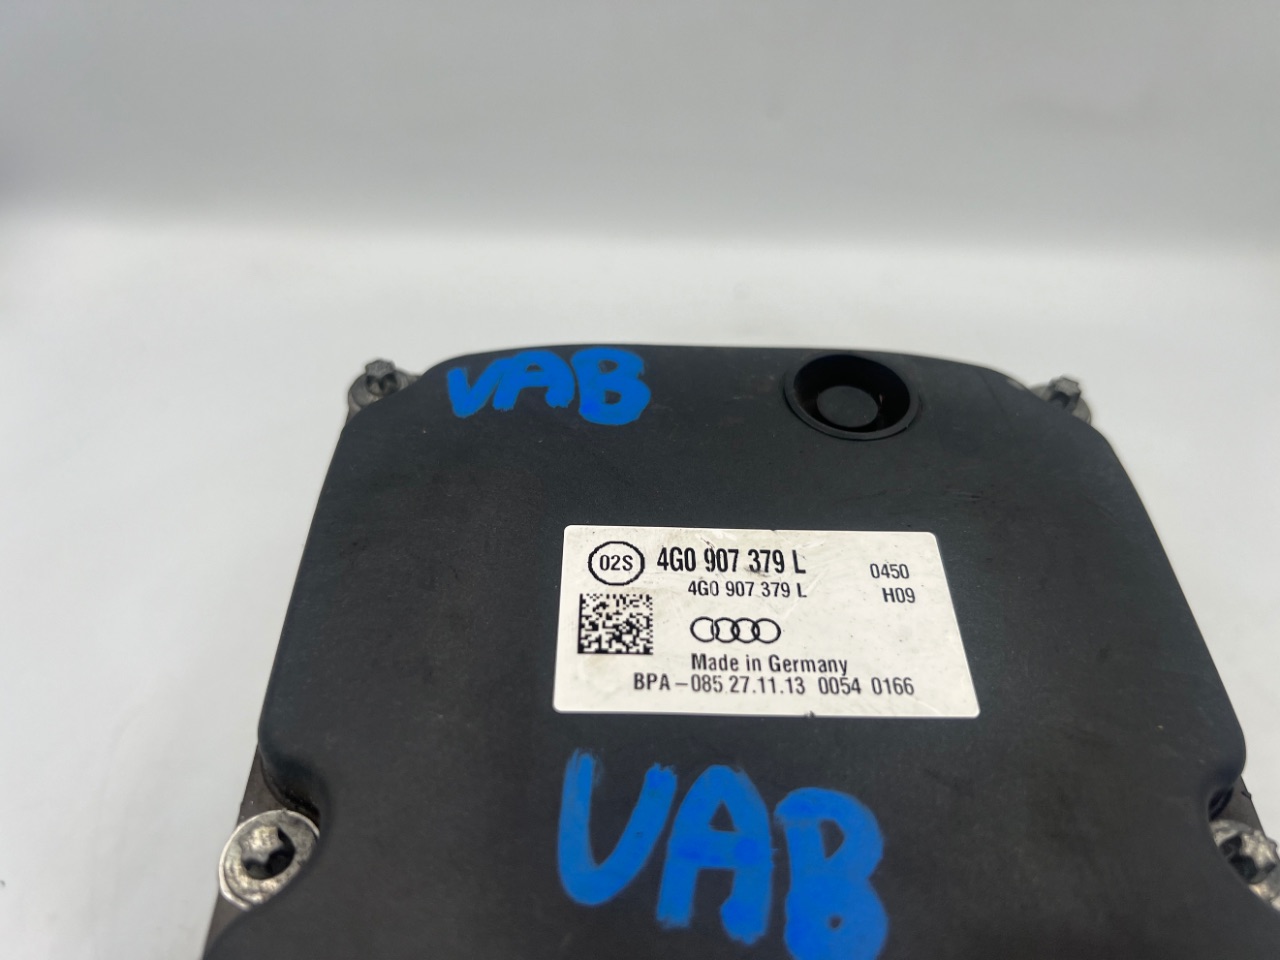 VAB
02S 4G0 907 379 L 0450
4G0 907 379 L H09
Made in Germany
BPA-085 27.11.13 0054 0166
VAB